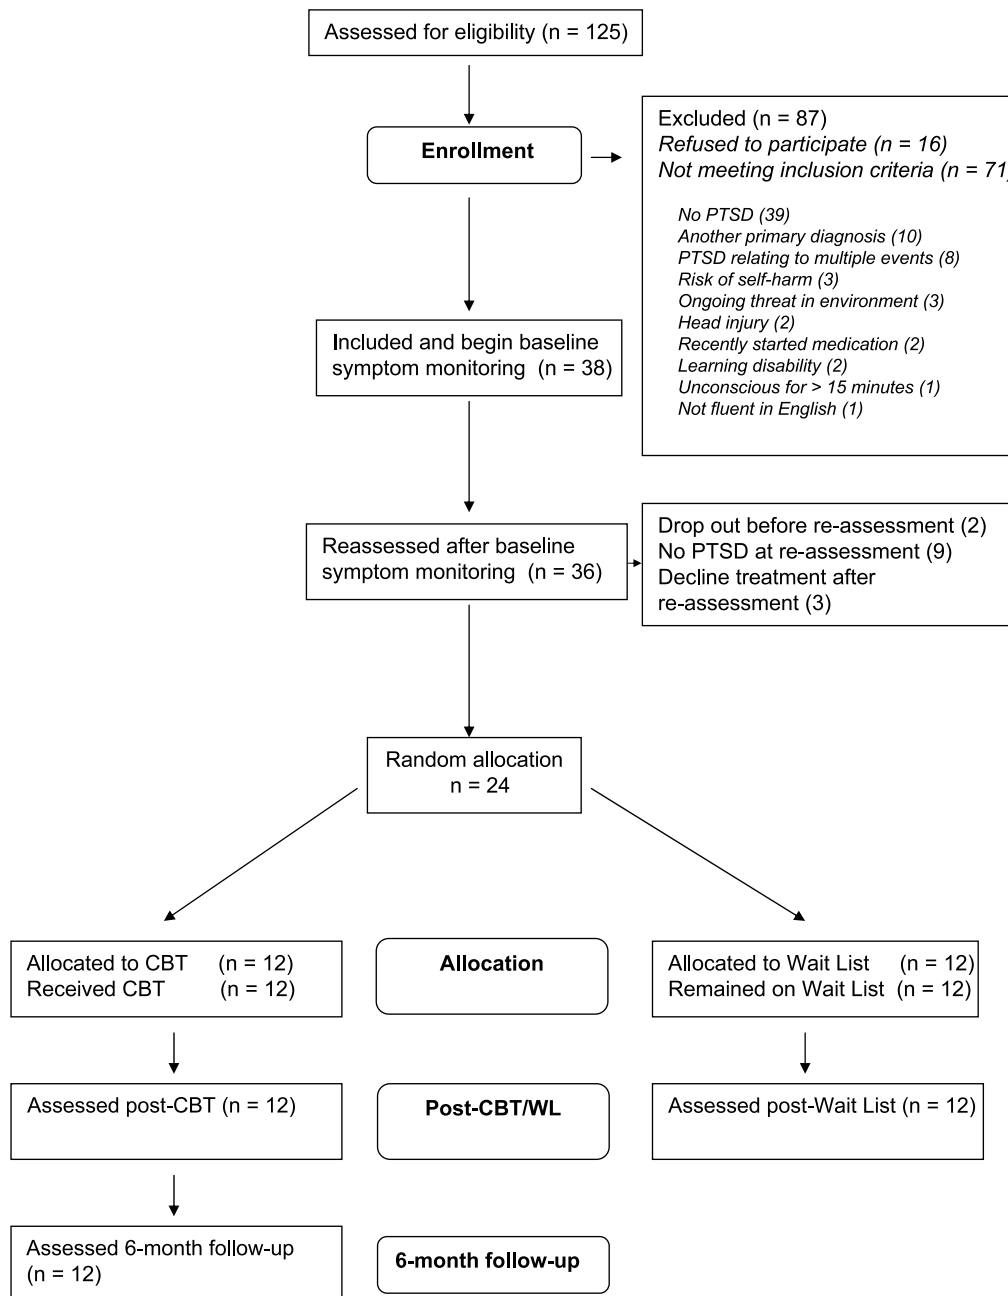 Assessed for eligibility (n = 125)
Enrollment
Excluded (n = 87)
Refused to participate (n = 16)
Not meeting inclusion criteria (n = 71)
No PTSD (39)
Another primary diagnosis (10)
PTSD relating to multiple events (8)
Risk of self-harm (3)
Ongoing threat in environment (3)
Head injury (2)
Recently started medication (2)
Learning disability (2)
Unconscious for > 15 minutes (1)
Not fluent in English (1)
Included and begin baseline
symptom monitoring (n = 38)
Reassessed after baseline
symptom monitoring (n = 36)
Drop out before re-assessment (2)
No PTSD at re-assessment (9)
Decline treatment after
re-assessment (3)
Random allocation
n = 24
Allocated to CBT (n = 12)
Received CBT (n = 12)
Allocation
Allocated to Wait List (n = 12)
Remained on Wait List (n = 12)
Assessed post-CBT (n = 12)
Post-CBT/WL
Assessed post-Wait List (n = 12)
Assessed 6-month follow-up
(n = 12)
6-month follow-up